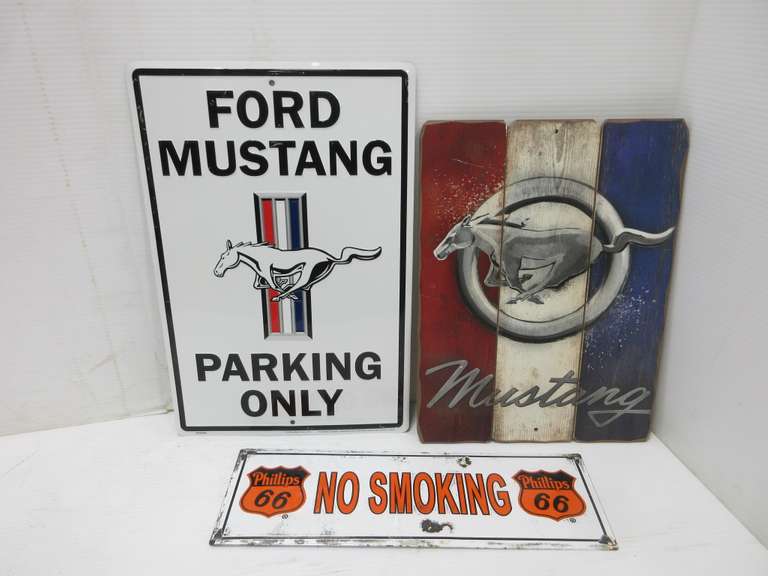 FORD
MUSTANG
PARKING
ONLY
Mustang
Phillips
66
NO SMOKING
Phillips
66